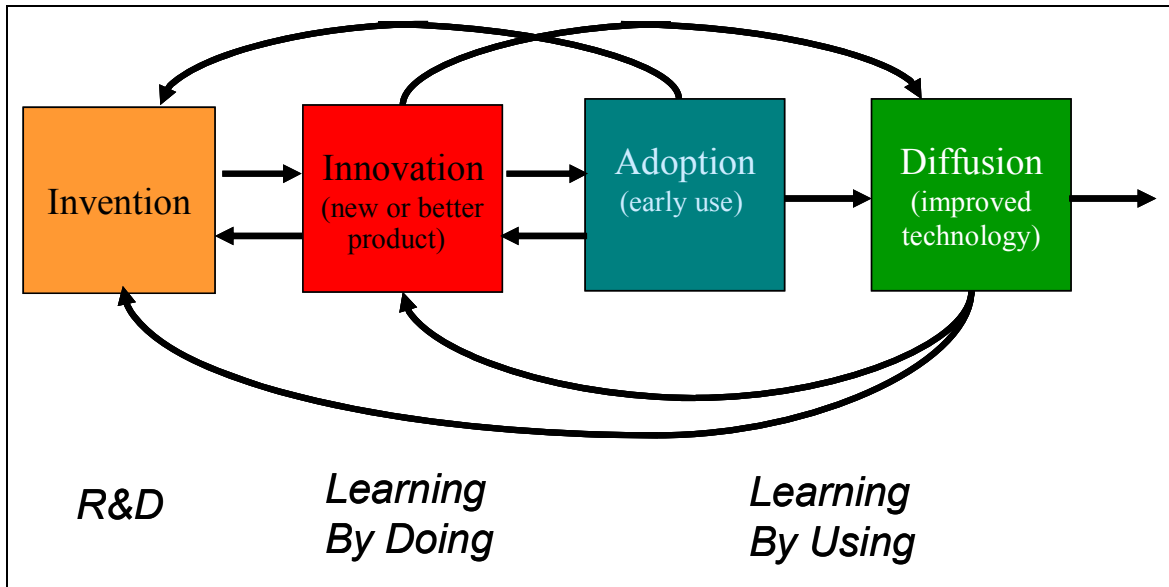 Invention
Innovation
(new or better
product)
Adoption
(early use)
Diffusion
(improved
technology)
R&D
Learning
By Doing
Learning
By Using